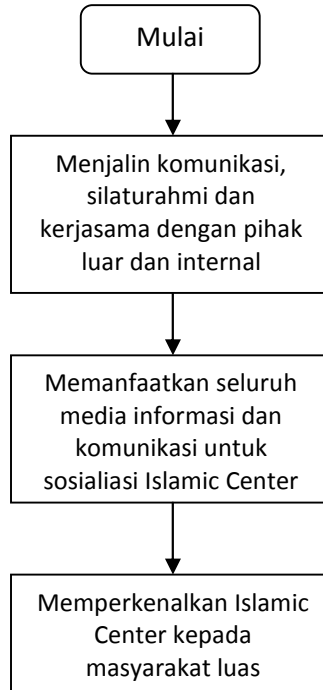 Mulai
Menjalin komunikasi,
silaturahmi dan
kerjasama dengan pihak
luar dan internal
Memanfaatkan seluruh
media informasi dan
komunikasi untuk
sosialiasi Islamic Center
Memperkenalkan Islamic
Center kepada
masyarakat luas